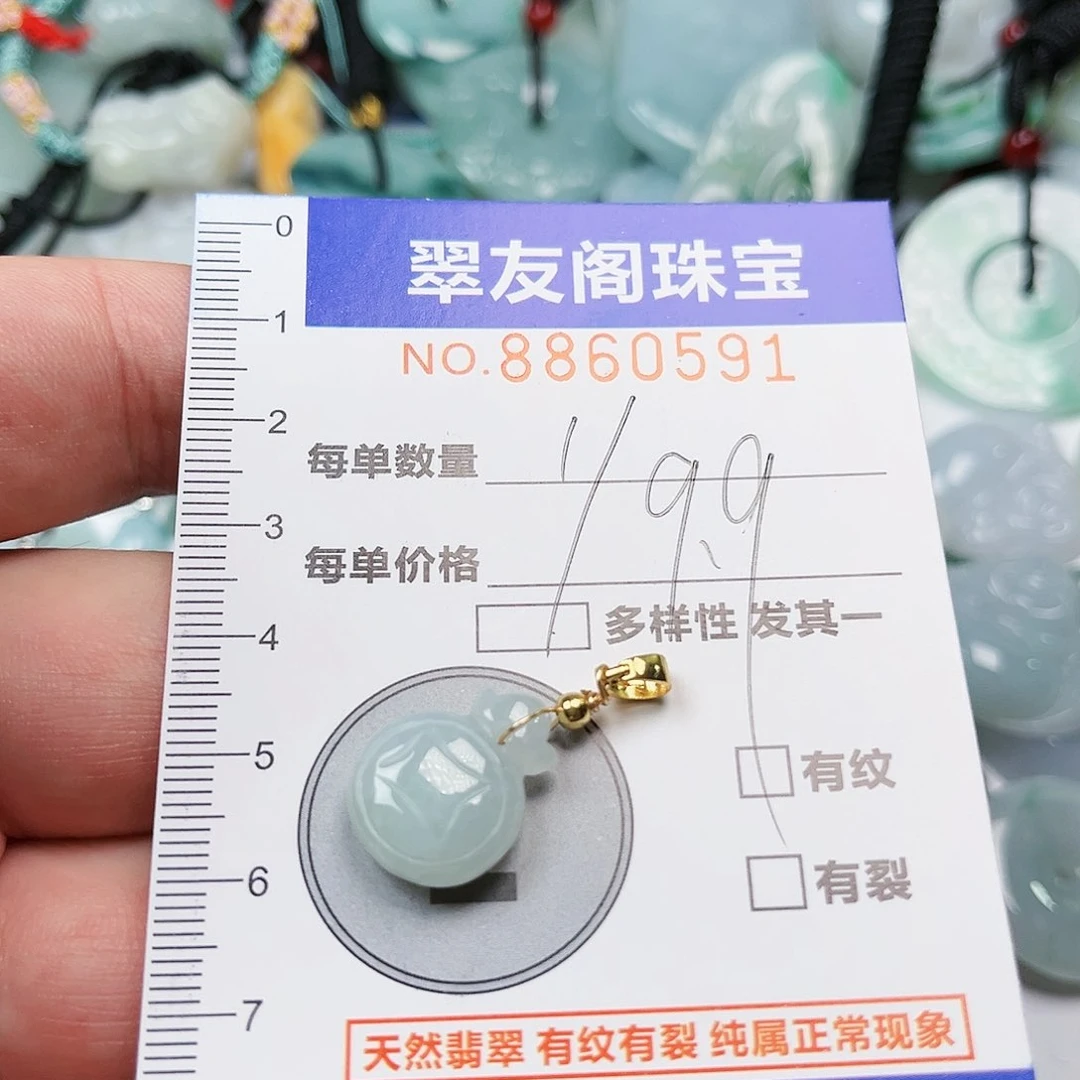 0
翠友阁珠宝
1
NO.8860591
2
每单数量 1/
3
每单价格 9.9
4
多样性 发其一
5
有纹
6
有裂
7
天然翡翠 有纹有裂 纯属正常现象